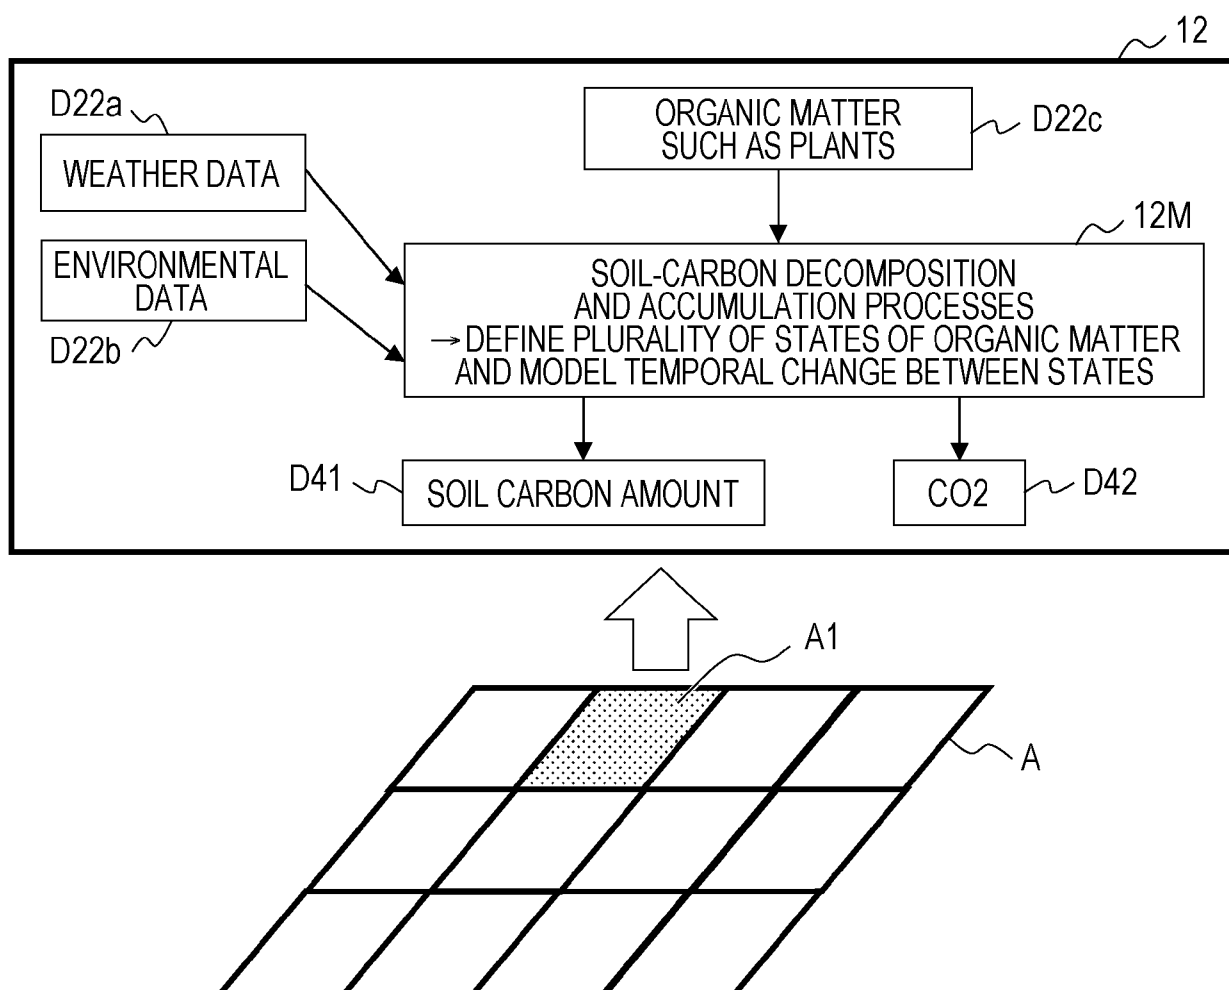 12
D22a
WEATHER DATA
ORGANIC MATTER
SUCH AS PLANTS
D22c
ENVIRONMENTAL
DATA
D22b
12M
SOIL-CARBON DECOMPOSITION
AND ACCUMULATION PROCESSES
→DEFINE PLURALITY OF STATES OF ORGANIC MATTER
AND MODEL TEMPORAL CHANGE BETWEEN STATES
D41
SOIL CARBON AMOUNT
CO2
D42
A1
A